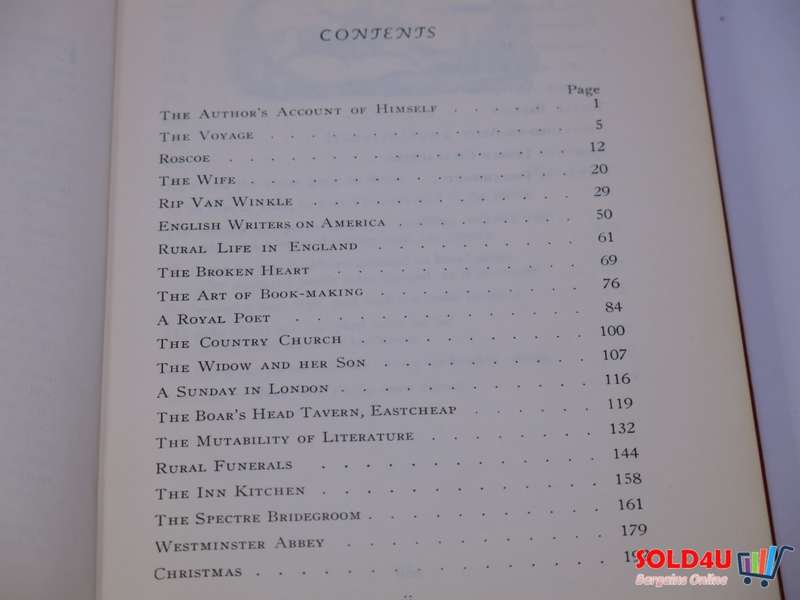 CONTENTS
Page
THE AUTHOR'S ACCOUNT OF HIMSELF . . . . . . 1
THE VOYAGE . . . . . . . . . . . . . 5
ROSCOE . . . . . . . . . . . . . . 12
THE WIFE . . . . . . . . . . . . . . 20
RIP VAN WINKLE . . . . . . . . . . . . 29
ENGLISH WRITERS ON AMERICA . . . . . . . . 50
RURAL LIFE IN ENGLAND . . . . . . . . . 61
THE BROKEN HEART . . . . . . . . . . . 69
THE ART OF BOOK-MAKING . . . . . . . . . 76
A ROYAL POET . . . . . . . . . . . . 84
THE COUNTRY CHURCH . . . . . . . . . . 100
THE WIDOW AND HER SON . . . . . . . . . 107
A SUNDAY IN LONDON . . . . . . . . . . 116
THE BOAR'S HEAD TAVERN, EASTCHEAP . . . . . 119
THE MUTABILITY OF LITERATURE . . . . . . . 132
RURAL FUNERALS . . . . . . . . . . . 144
THE INN KITCHEN . . . . . . . . . . . 158
THE SPECTRE BRIDEGROOM . . . . . . . . . 161
WESTMINSTER ABBEY . . . . . . . . . . 179
CHRISTMAS . . . . . . . . . . . . .
SOLD4U
Bargains Online